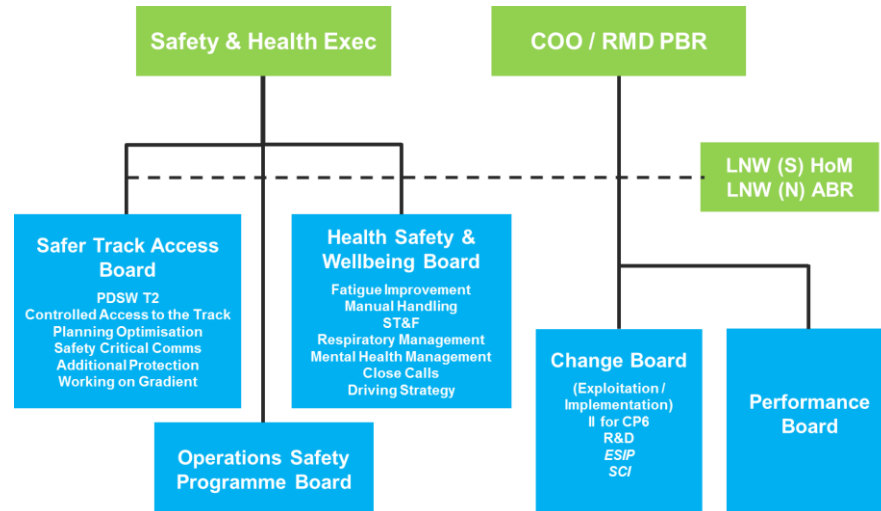 Safety & Health Exec
COO / RMD PBR
LNW (S) HoM
LNW (N) ABR
Safer Track Access
Board
PDSW T2
Controlled Access to the Track
Planning Optimisation
Safety Critical Comms
Additional Protection
Working on Gradient
Health Safety &
Wellbeing Board
Fatigue Improvement
Manual Handling
ST&F
Respiratory Management
Mental Health Management
Close Calls
Driving Strategy
Operations Safety
Programme Board
Change Board
(Exploitation /
Implementation)
II for CP6
R&D
ESIP
SCI
Performance
Board